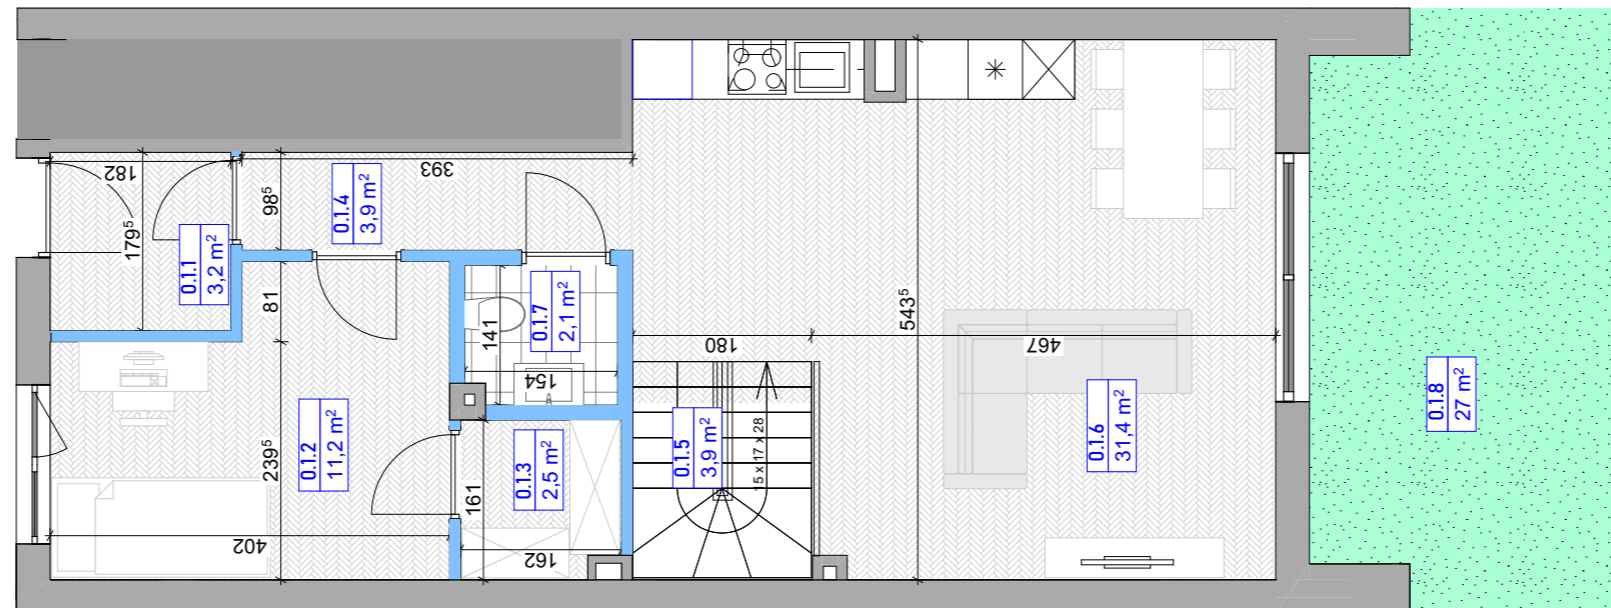 182
393
98⁵
179⁵
0.1.1
3,2 m²
0.1.4
3,9 m²
81
141
0.1.7
2,1 m²
154
180
543⁵
467
239⁵
0.1.2
11,2 m²
402
161
0.1.3
2,5 m²
162
0.1.5
3,9 m²
15 x 17 x 28
0.1.6
31,4 m²
0.1.8
27 m²